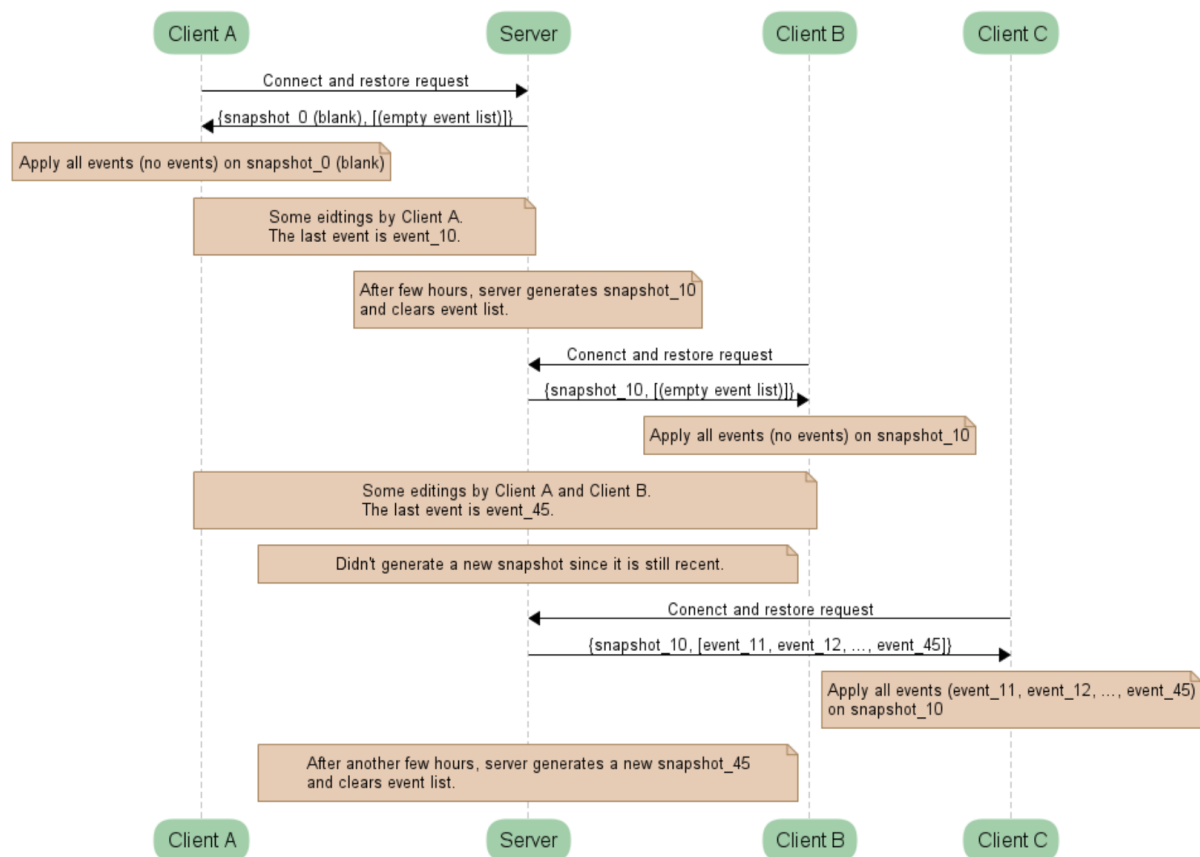 Client A Server Client B Client C
Connect and restore request
{snapshot_0 (blank), [(empty event list)]}
Apply all events (no events) on snapshot_0 (blank)
Some eidtings by Client A.
The last event is event_10.
After few hours, server generates snapshot_10
and clears event list.
Conenct and restore request
{snapshot_10, [(empty event list)]}
Apply all events (no events) on snapshot_10
Some editings by Client A and Client B.
The last event is event_45.
Didn't generate a new snapshot since it is still recent.
Conenct and restore request
{snapshot_10, [event_11, event_12, ..., event_45]}
Apply all events (event_11, event_12, ..., event_45)
on snapshot_10
After another few hours, server generates a new snapshot_45
and clears event list.
Client A Server Client B Client C